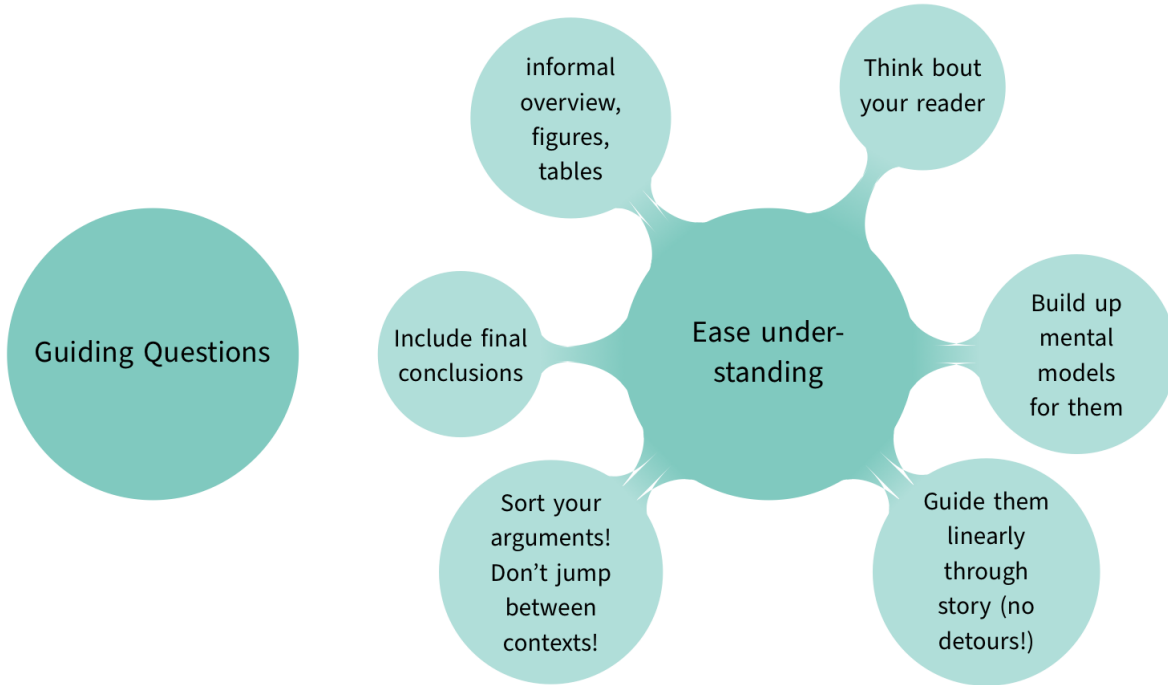 Guiding Questions
Ease under-
standing
Think bout
your reader
Build up
mental
models
for them
Guide them
linearly
through
story (no
detours!)
Sort your
arguments!
Don't jump
between
contexts!
Include final
conclusions
informal
overview,
figures,
tables